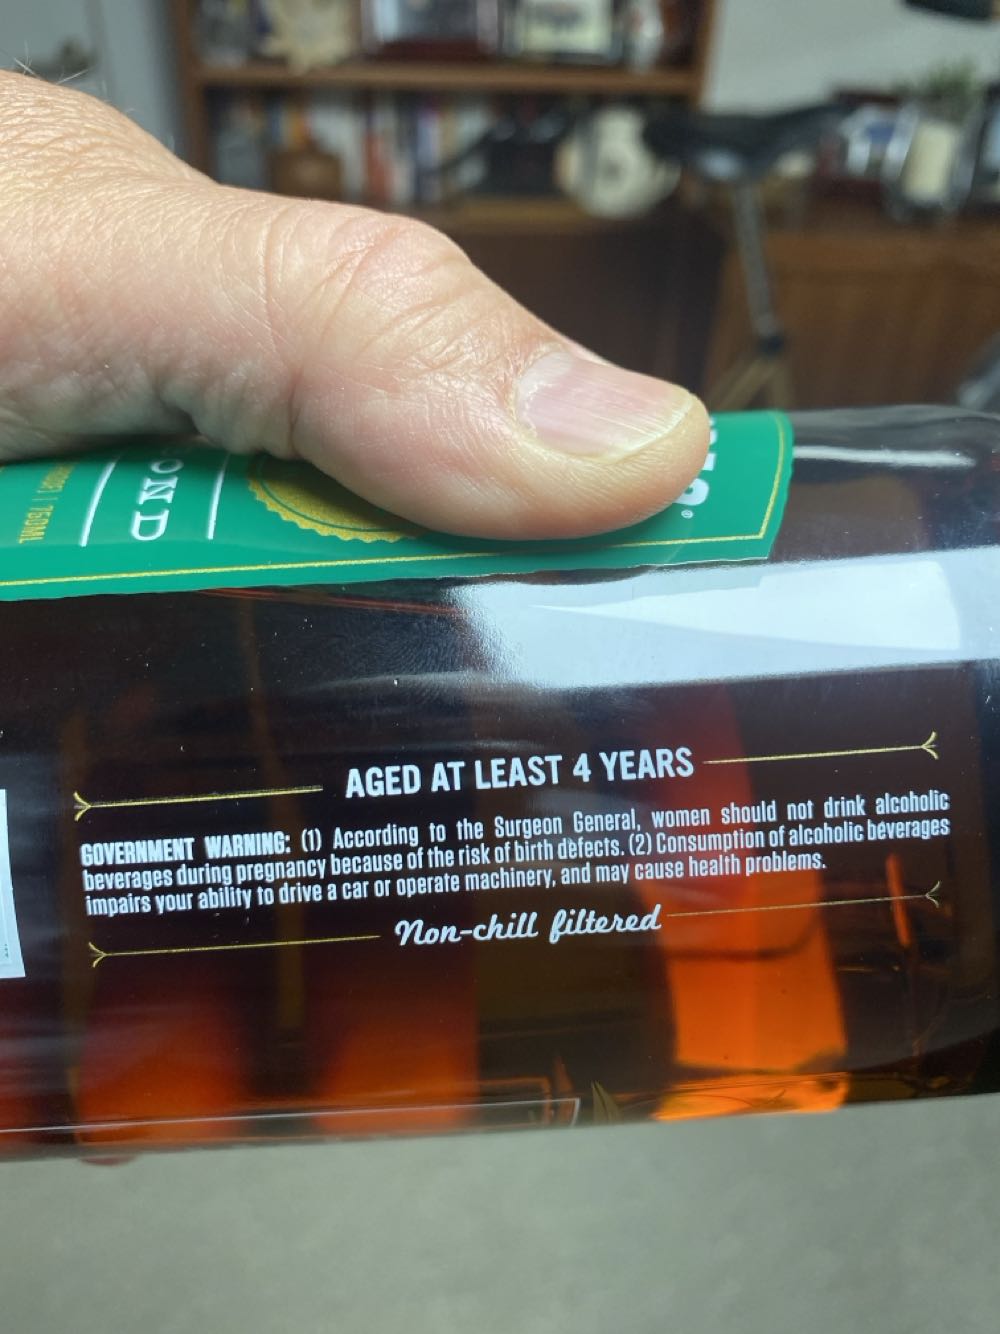 OND
750ML
®
AGED AT LEAST 4 YEARS
GOVERNMENT WARNING: (1) According to the Surgeon General, women should not drink alcoholic
beverages during pregnancy because of the risk of birth defects. (2) Consumption of alcoholic beverages
impairs your ability to drive a car or operate machinery, and may cause health problems.
Non-chill filtered